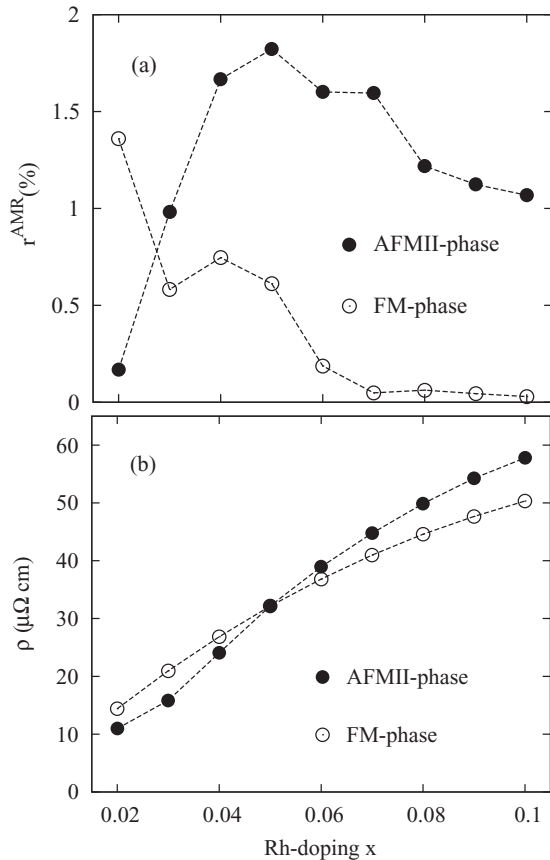 2
(a)
1.5
r^AMR(%)
1
AFMII-phase
0.5
FM-phase
0
60
(b)
50
40
ρ (μΩ cm)
30
20
AFMII-phase
10
FM-phase
0
0.02 0.04 0.06 0.08 0.1
Rh-doping x